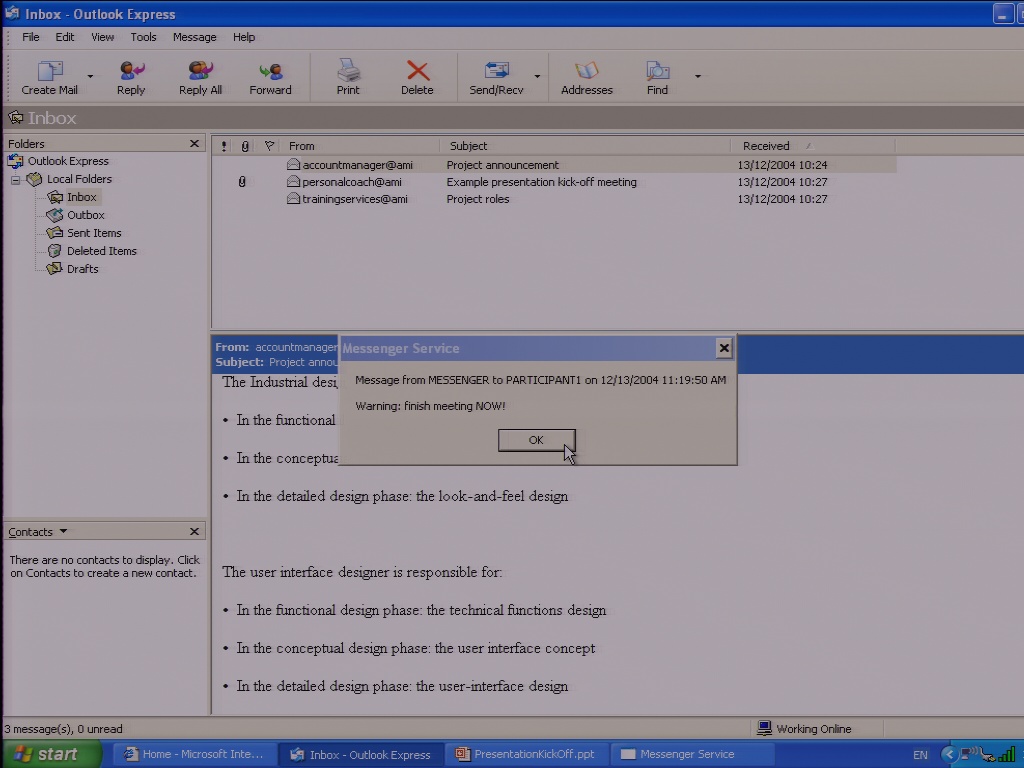 Inbox - Outlook Express
File Edit View Tools Message Help
Create Mail Reply Reply All Forward Print Delete Send/Recv Addresses Find
Inbox
Folders
Outlook Express
Local Folders
Inbox
Outbox
Sent Items
Deleted Items
Drafts
! From Subject Received
accountmanager@ami Project announcement 13/12/2004 10:24
personalcoach@ami Example presentation kick-off meeting 13/12/2004 10:27
trainingservices@ami Project roles 13/12/2004 10:27
From: accountmanager
Subject: Project annou
Messenger Service
Message from MESSENGER to PARTICIPANT1 on 12/13/2004 11:19:50 AM
Warning: finish meeting NOW!
OK
The Industrial desi
• In the functional
• In the conceptua
• In the detailed design phase: the look-and-feel design
The user interface designer is responsible for:
• In the functional design phase: the technical functions design
• In the conceptual design phase: the user interface concept
• In the detailed design phase: the user-interface design
Contacts
There are no contacts to display. Click
on Contacts to create a new contact.
3 message(s), 0 unread
Working Online
start
Home - Microsoft Inte...
Inbox - Outlook Express
PresentationKickOff.ppt
Messenger Service
EN